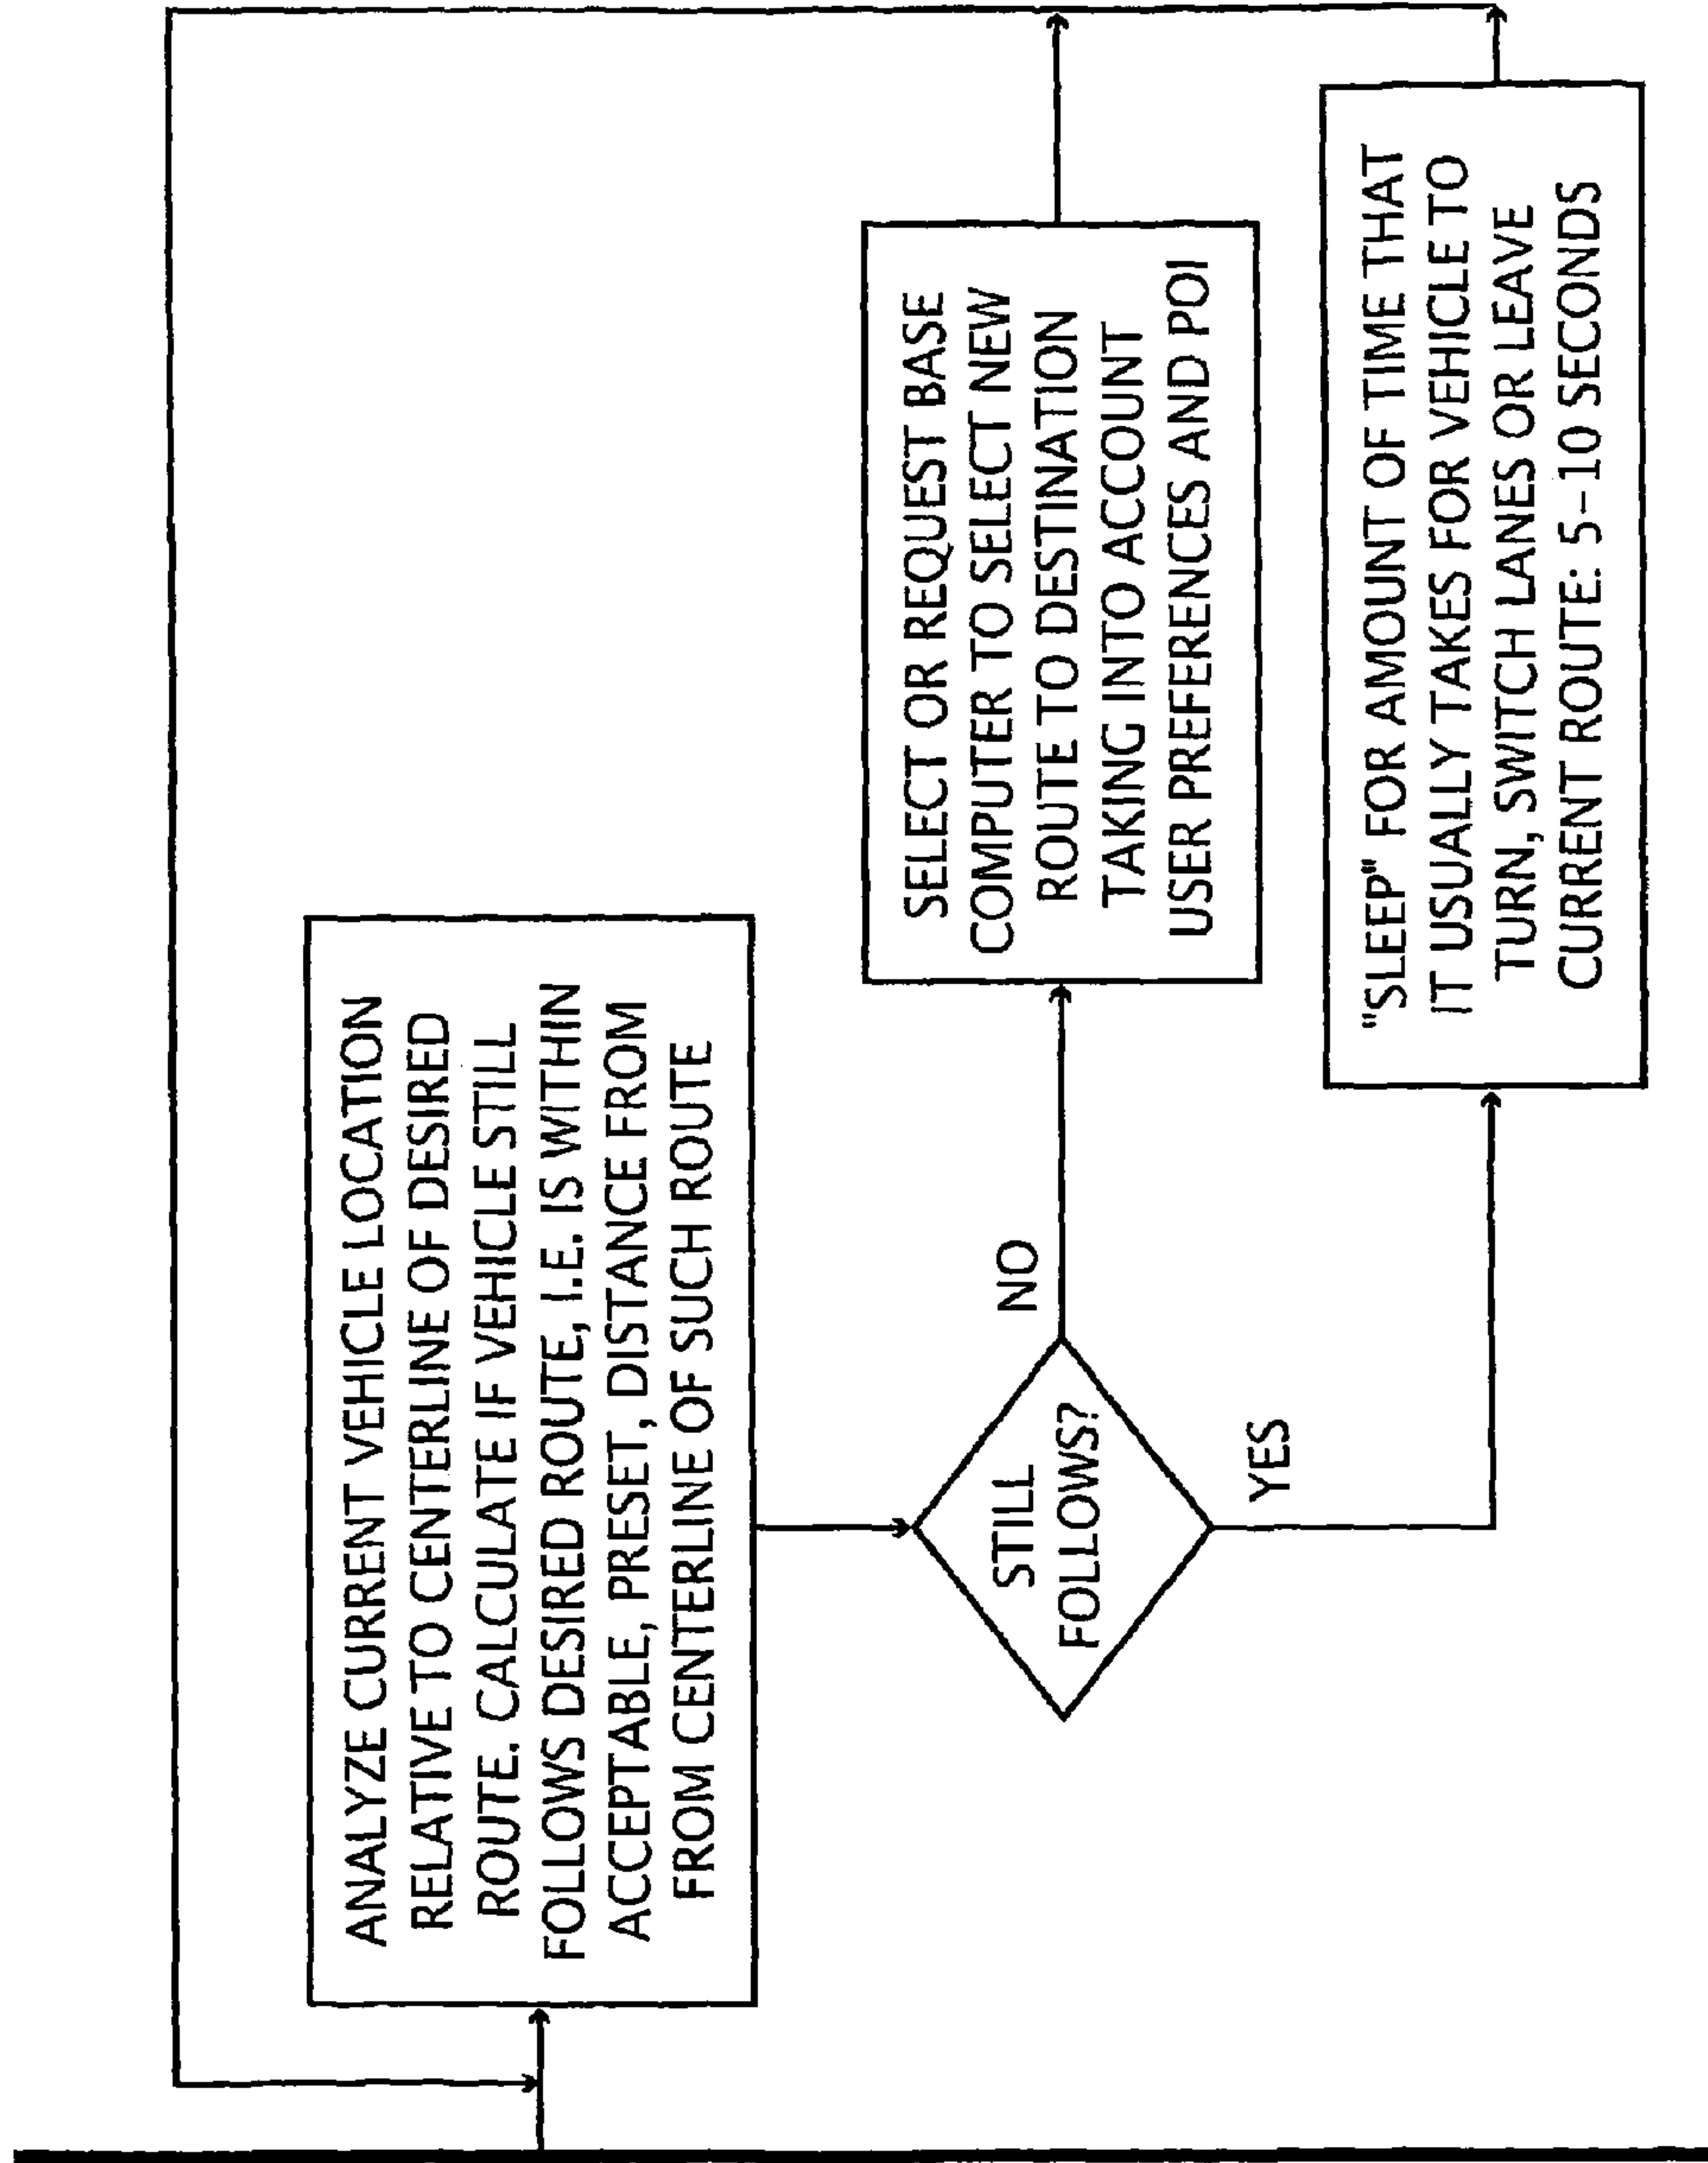 ANALYZE CURRENT VEHICLE LOCATION
RELATIVE TO CENTERLINE OF DESIRED
ROUTE. CALCULATE IF VEHICLE STILL
FOLLOWS DESIRED ROUTE, I.E. IS WITHIN
ACCEPTABLE, PRESET, DISTANCE FROM
FROM CENTERLINE OF SUCH ROUTE
STILL
FOLLOWS?
NO
YES
SELECT OR REQUEST BASE
COMPUTER TO SELECT NEW
ROUTE TO DESTINATION
TAKING INTO ACCOUNT
USER PREFERENCES AND POI
"SLEEP" FOR AMOUNT OF TIME THAT
IT USUALLY TAKES FOR VEHICLE TO
TURN, SWITCH LANES OR LEAVE
CURRENT ROUTE: 5-10 SECONDS